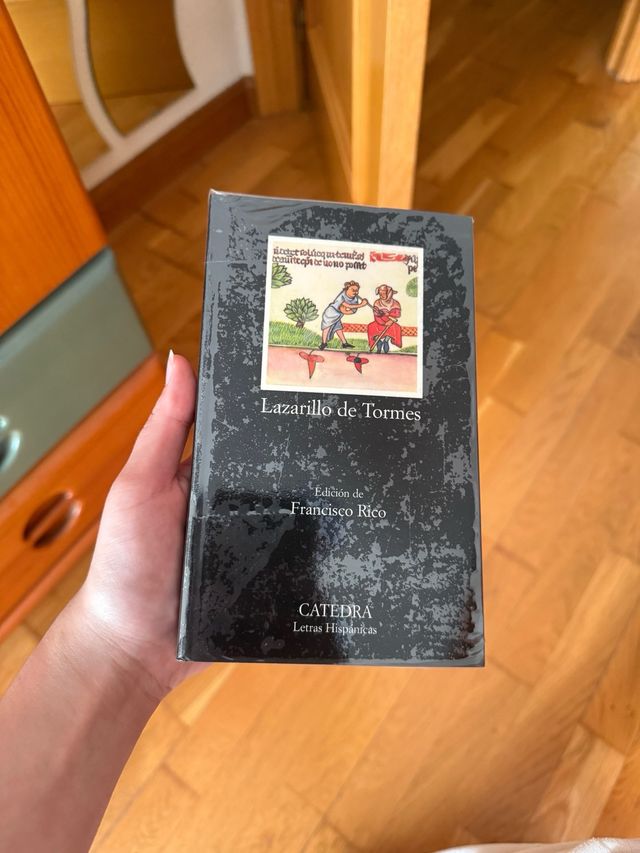 Lazarillo de Tormes
Edición de
Francisco Rico
CATEDRA
Letras Hispánicas